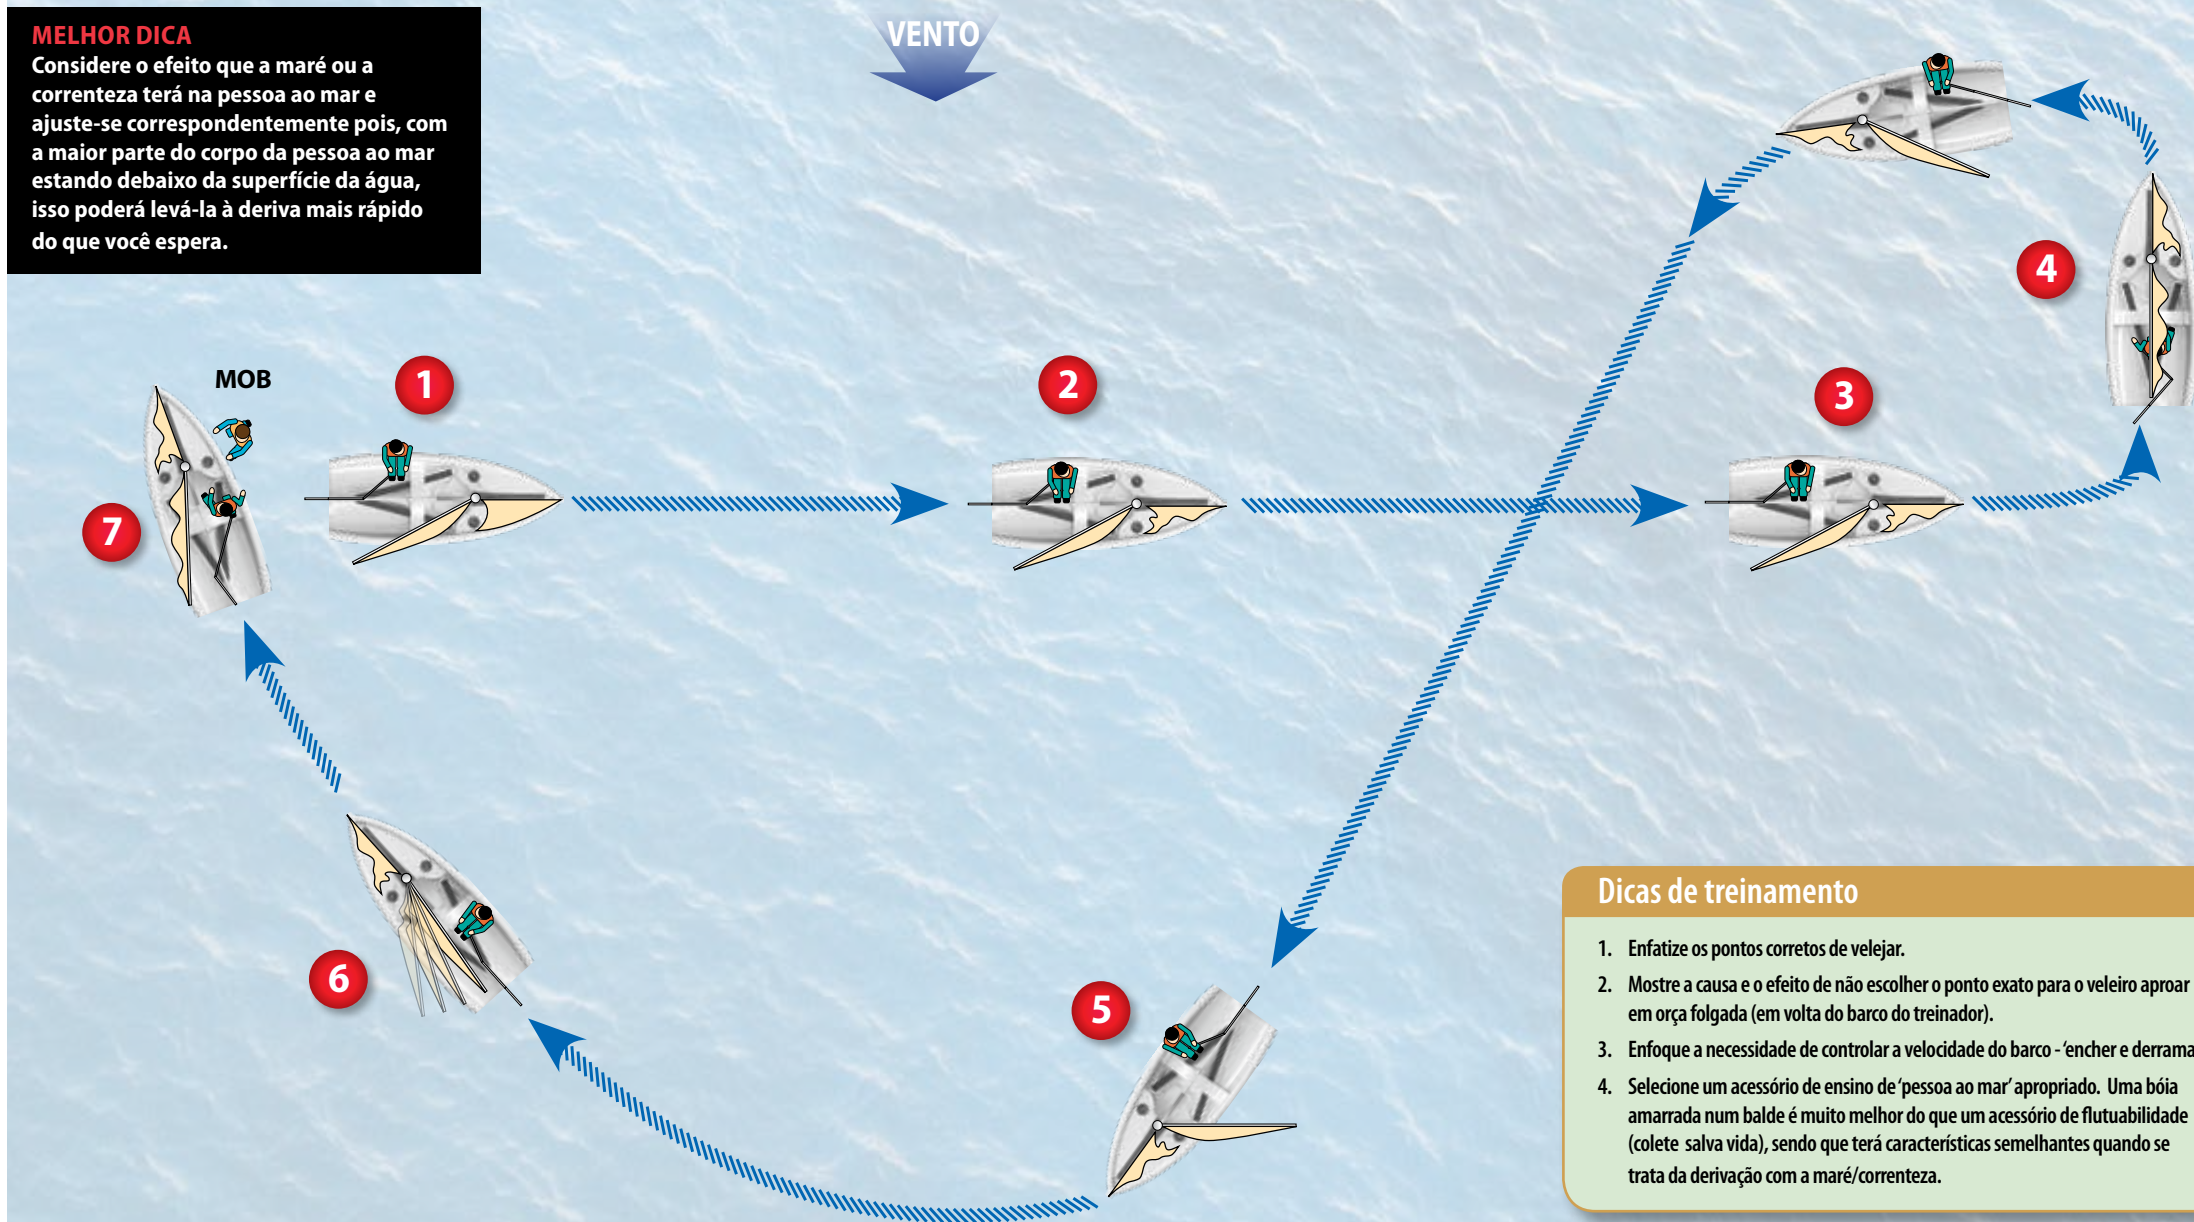 MELHOR DICA
Considere o efeito que a maré ou a
correnteza terá na pessoa ao mar e
ajuste-se correspondentemente pois, com
a maior parte do corpo da pessoa ao mar
estando debaixo da superfície da água,
isso poderá levá-la à deriva mais rápido
do que você espera.
VENTO
4
MOB
1
2
3
7
6
5
Dicas de treinamento
1. Enfatize os pontos corretos de velejar.
2. Mostre a causa e o efeito de não escolher o ponto exato para o veleiro aproar
em orça folgada (em volta do barco do treinador).
3. Enfoque a necessidade de controlar a velocidade do barco - ‘encher e derrama
4. Selecione um acessório de ensino de ‘pessoa ao mar’ apropriado. Uma bóia
amarrada num balde é muito melhor do que um acessório de flutuabilidade
(colete salva vida), sendo que terá características semelhantes quando se
trata da derivação com a maré/correnteza.